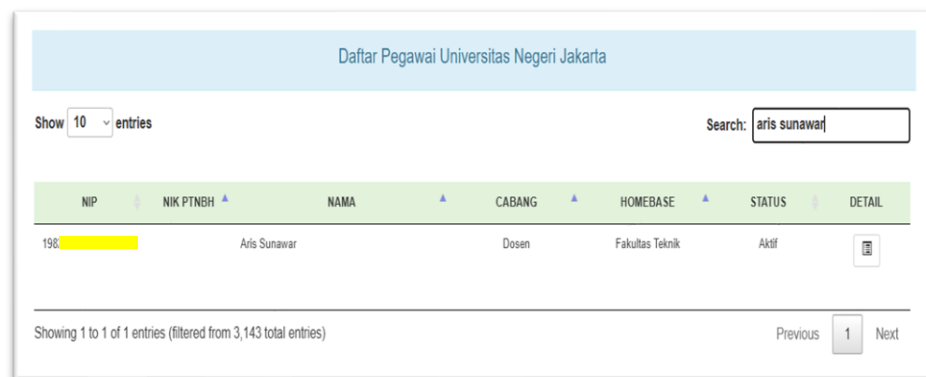 Daftar Pegawai Universitas Negeri Jakarta
Show 10 entries Search: aris sunawar
NIP NIK PTNBH NAMA CABANG HOMEBASE STATUS DETAIL
198 Aris Sunawar Dosen Fakultas Teknik Aktif
Showing 1 to 1 of 1 entries (filtered from 3,143 total entries) Previous 1 Next